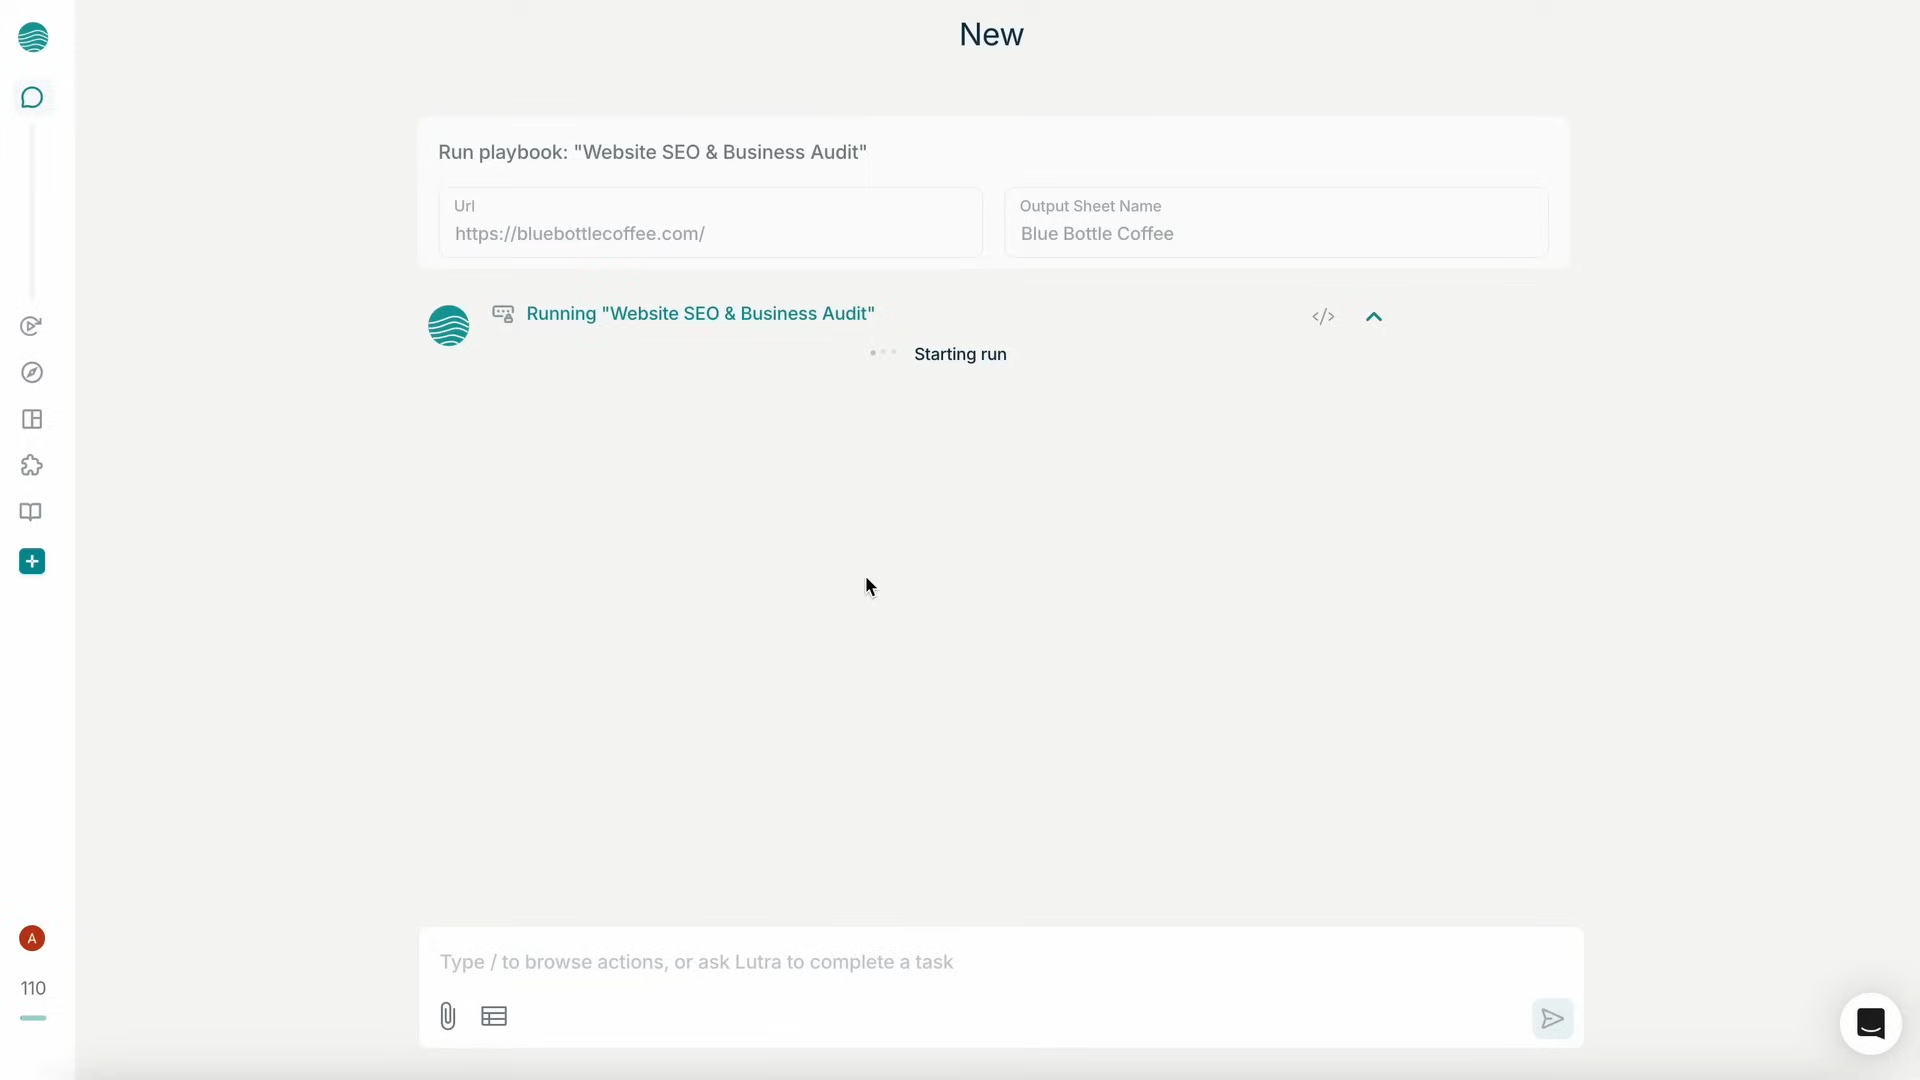 New
Run playbook: "Website SEO & Business Audit"
Url
https://bluebottlecoffee.com/
Output Sheet Name
Blue Bottle Coffee
Running "Website SEO & Business Audit"
</>
Starting run
A
110
Type / to browse actions, or ask Lutra to complete a task